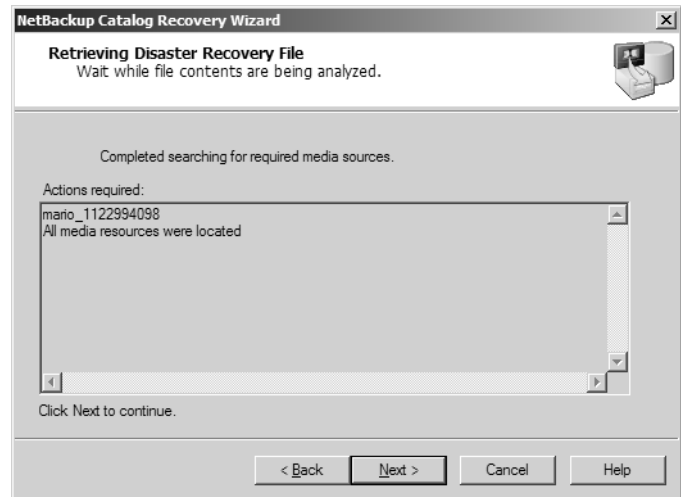 NetBackup Catalog Recovery Wizard
Retrieving Disaster Recovery File
Wait while file contents are being analyzed.
Completed searching for required media sources.
Actions required:
mario_1122994098
All media resources were located
Click Next to continue.
< Back
Next >
Cancel
Help